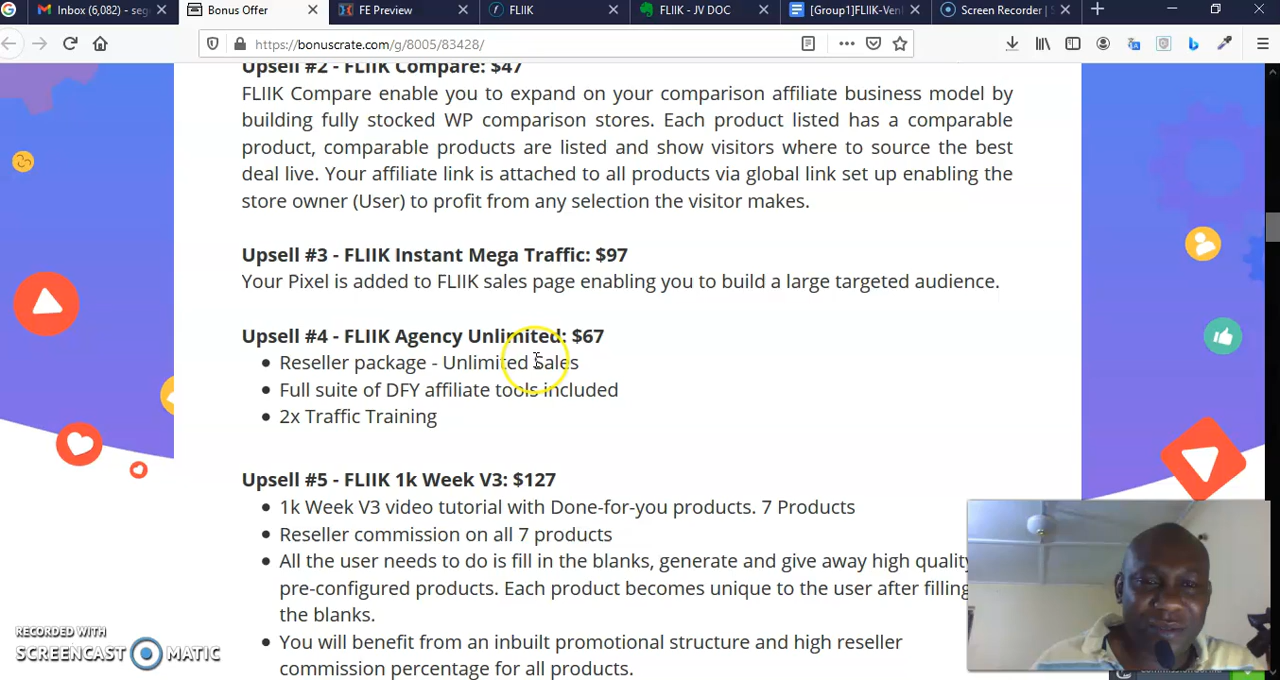 Inbox (6,082) - seg
Bonus Offer
FE Preview
FLIIK
FLIIK - JV DOC
[Group1]FLIIK-Ven
Screen Recorder | S
https://bonuscrate.com/g/8005/83428/
Upsell #2 - FLIIK Compare: $47
FLIIK Compare enable you to expand on your comparison affiliate business model by
building fully stocked WP comparison stores. Each product listed has a comparable
product, comparable products are listed and show visitors where to source the best
deal live. Your affiliate link is attached to all products via global link set up enabling the
store owner (User) to profit from any selection the visitor makes.
Upsell #3 - FLIIK Instant Mega Traffic: $97
Your Pixel is added to FLIIK sales page enabling you to build a large targeted audience.
Upsell #4 - FLIIK Agency Unlimited: $67
Reseller package - Unlimited Sales
Full suite of DFY affiliate tools included
2x Traffic Training
Upsell #5 - FLIIK 1k Week V3: $127
1k Week V3 video tutorial with Done-for-you products. 7 Products
Reseller commission on all 7 products
All the user needs to do is fill in the blanks, generate and give away high quality
pre-configured products. Each product becomes unique to the user after filling
the blanks.
You will benefit from an inbuilt promotional structure and high reseller
commission percentage for all products.
RECORDED WITH
SCREENCAST MATIC